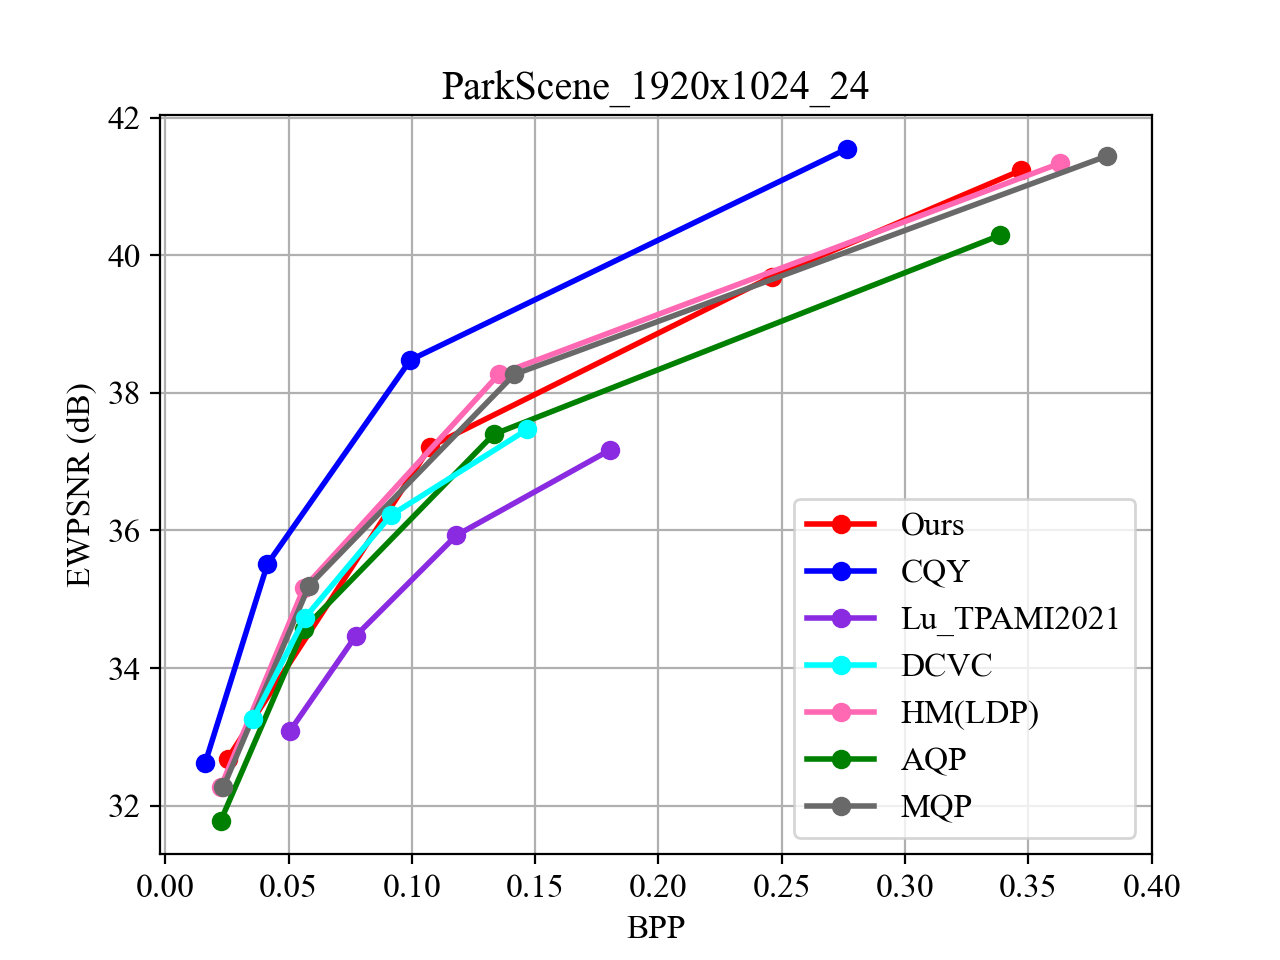 ParkScene_1920x1024_24
42
40
38
36
34
32
EWPSNR (dB)
Ours
CQY
Lu_TPAMI2021
DCVC
HM(LDP)
AQP
MQP
0.00 0.05 0.10 0.15 0.20 0.25 0.30 0.35 0.40
BPP